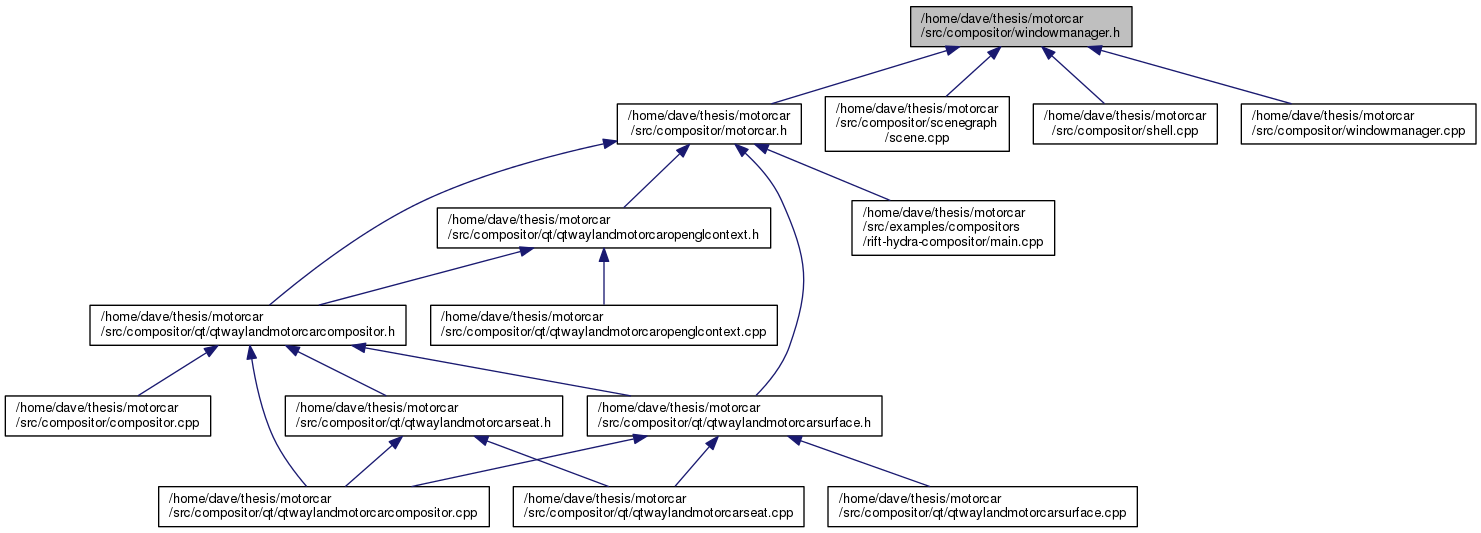 /home/dave/thesis/motorcar
/src/compositor/windowmanager.h
/home/dave/thesis/motorcar
/src/compositor/motorcar.h
/home/dave/thesis/motorcar
/src/compositor/scenegraph
/scene.cpp
/home/dave/thesis/motorcar
/src/compositor/shell.cpp
/home/dave/thesis/motorcar
/src/compositor/windowmanager.cpp
/home/dave/thesis/motorcar
/src/compositor/qt/qtwaylandmotorcaropenglcontext.h
/home/dave/thesis/motorcar
/src/examples/compositors
/rift-hydra-compositor/main.cpp
/home/dave/thesis/motorcar
/src/compositor/qt/qtwaylandmotorcarcompositor.h
/home/dave/thesis/motorcar
/src/compositor/qt/qtwaylandmotorcaropenglcontext.cpp
/home/dave/thesis/motorcar
/src/compositor/compositor.cpp
/home/dave/thesis/motorcar
/src/compositor/qt/qtwaylandmotorcarseat.h
/home/dave/thesis/motorcar
/src/compositor/qt/qtwaylandmotorcarsurface.h
/home/dave/thesis/motorcar
/src/compositor/qt/qtwaylandmotorcarcompositor.cpp
/home/dave/thesis/motorcar
/src/compositor/qt/qtwaylandmotorcarseat.cpp
/home/dave/thesis/motorcar
/src/compositor/qt/qtwaylandmotorcarsurface.cpp